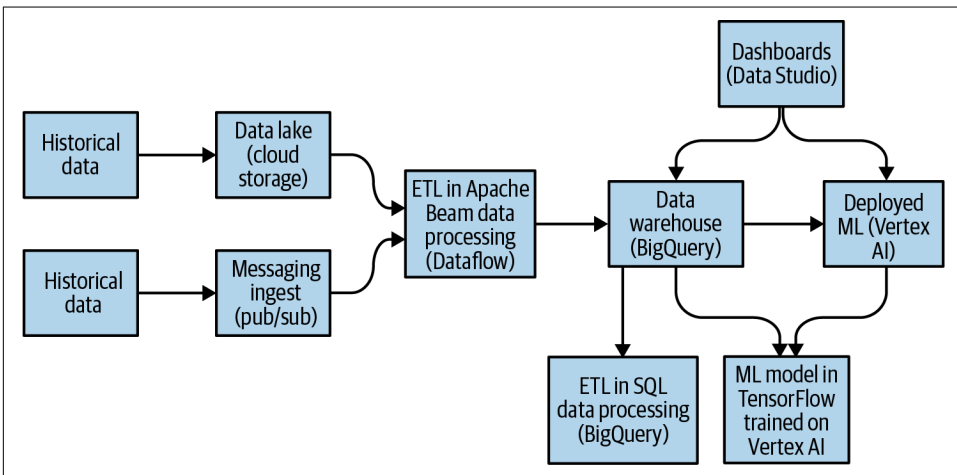 Dashboards
(Data Studio)
Historical
data
Data lake
(cloud
storage)
ETL in Apache
Beam data
processing
(Dataflow)
Data
warehouse
(BigQuery)
Deployed
ML (Vertex
AI)
Historical
data
Messaging
ingest
(pub/sub)
ETL in SQL
data processing
(BigQuery)
ML model in
TensorFlow
trained on
Vertex AI